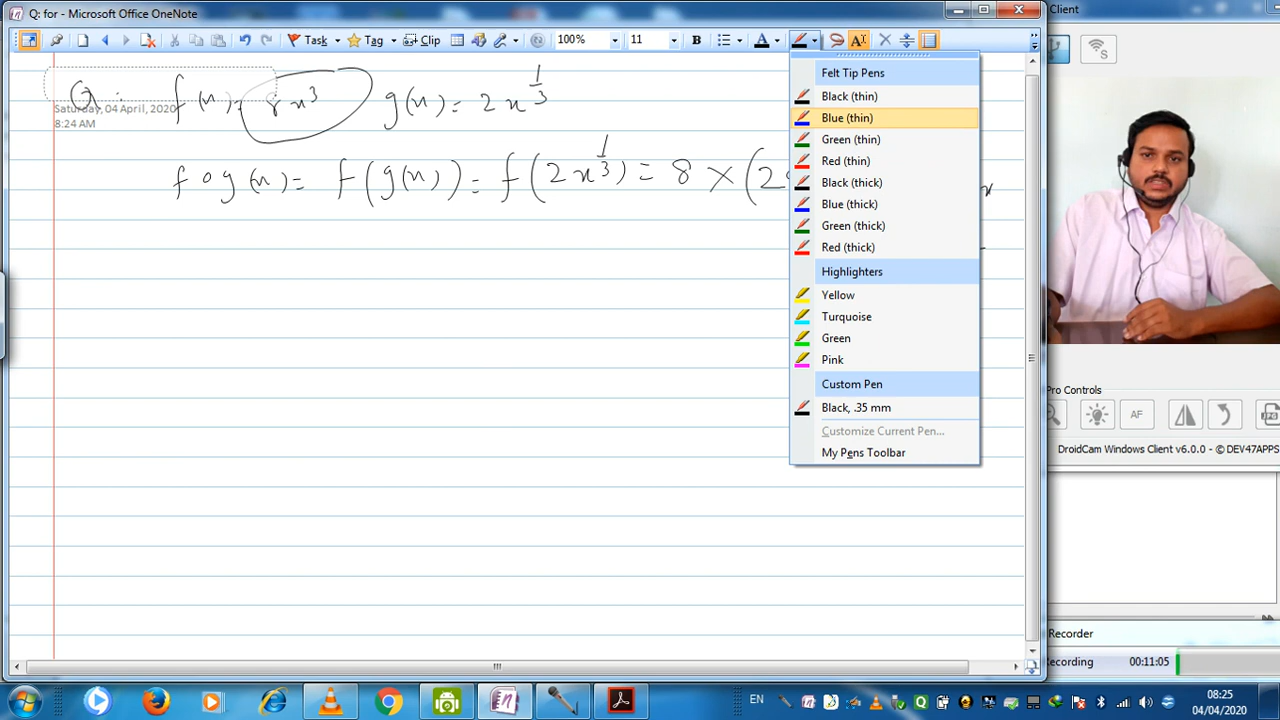 Q: for - Microsoft Office OneNote
Client
Task Tag Clip 100% 11 B A
Q. f(x) = 8x³ g(x) = 2x^(1/3)
Saturday, 04 April, 2020
8:24 AM
f o g (x) = f(g(x)) = f(2x^(1/3)) = 8 × (2
Felt Tip Pens
Black (thin)
Blue (thin)
Green (thin)
Red (thin)
Black (thick)
Blue (thick)
Green (thick)
Red (thick)
Highlighters
Yellow
Turquoise
Green
Pink
Custom Pen
Black, .35 mm
Customize Current Pen...
My Pens Toolbar
Pro Controls
AF
DroidCam Windows Client v6.0.0 - © DEV47APPS
Recorder
ecording 00:11:05
EN 08:25
04/04/2020